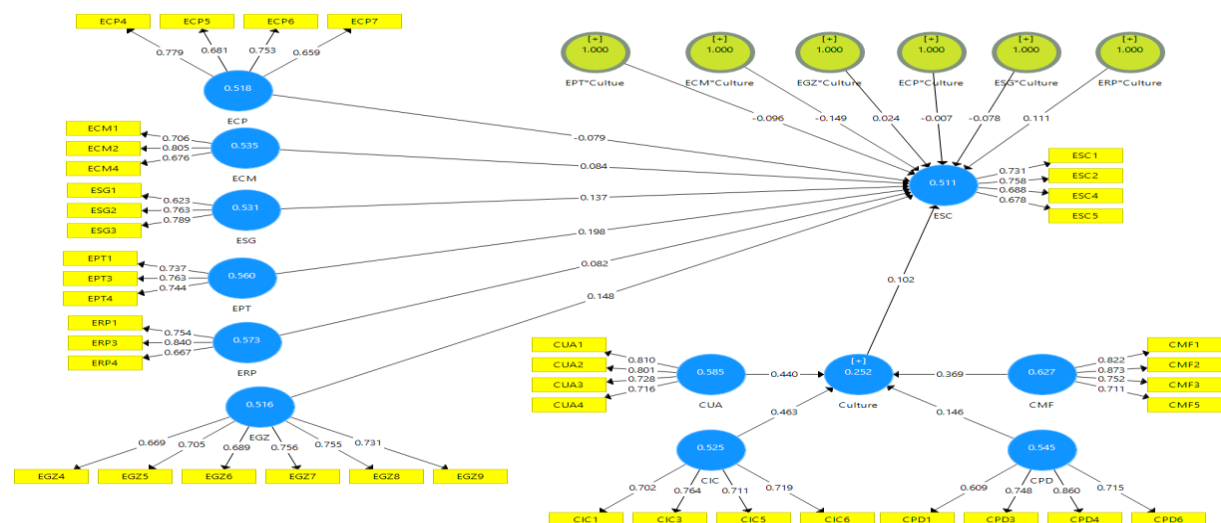 ECP4 ECP5 ECP6 ECP7
0.779 0.681 0.753 0.659
0.518
ECP
ECM1
ECM2
ECM4
0.706
0.805
0.676
0.535
ECM
ESG1
ESG2
ESG3
0.623
0.763
0.789
0.531
ESG
EPT1
EPT3
EPT4
0.737
0.763
0.744
0.560
EPT
ERP1
ERP3
ERP4
0.754
0.840
0.667
0.573
ERP
0.516
EGZ
0.669 0.705 0.689 0.756 0.755 0.731
EGZ4 EGZ5 EGZ6 EGZ7 EGZ8 EGZ9
-0.079
0.084
0.137
0.198
0.082
0.148
[+] [+] [+] [+] [+] [+]
1.000 1.000 1.000 1.000 1.000 1.000
EPT*Cultue ECM*Culture EGZ*Culture ECP*Culture ESG*Culture ERP*Culture
-0.096 -0.149 0.024 -0.007 -0.078 0.111
0.511
ESC
0.731
0.758
0.688
0.678
ESC1
ESC2
ESC4
ESC5
0.102
CUA1
CUA2
CUA3
CUA4
0.810
0.801
0.728
0.716
0.585
CUA
0.440
[+]
0.252
Culture
0.369
0.627
CMF
0.822
0.873
0.752
0.711
CMF1
CMF2
CMF3
CMF5
0.463
0.146
0.525
CIC
0.702 0.764 0.711 0.719
CIC1 CIC3 CIC5 CIC6
0.545
CPD
0.609 0.748 0.860 0.715
CPD1 CPD3 CPD4 CPD6